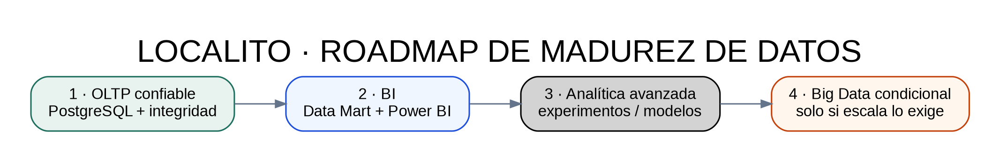 LOCALITO · ROADMAP DE MADUREZ DE DATOS
1 · OLTP confiable
PostgreSQL + integridad
2 · BI
Data Mart + Power BI
3 · Analítica avanzada
experimentos / modelos
4 · Big Data condicional
solo si escala lo exige